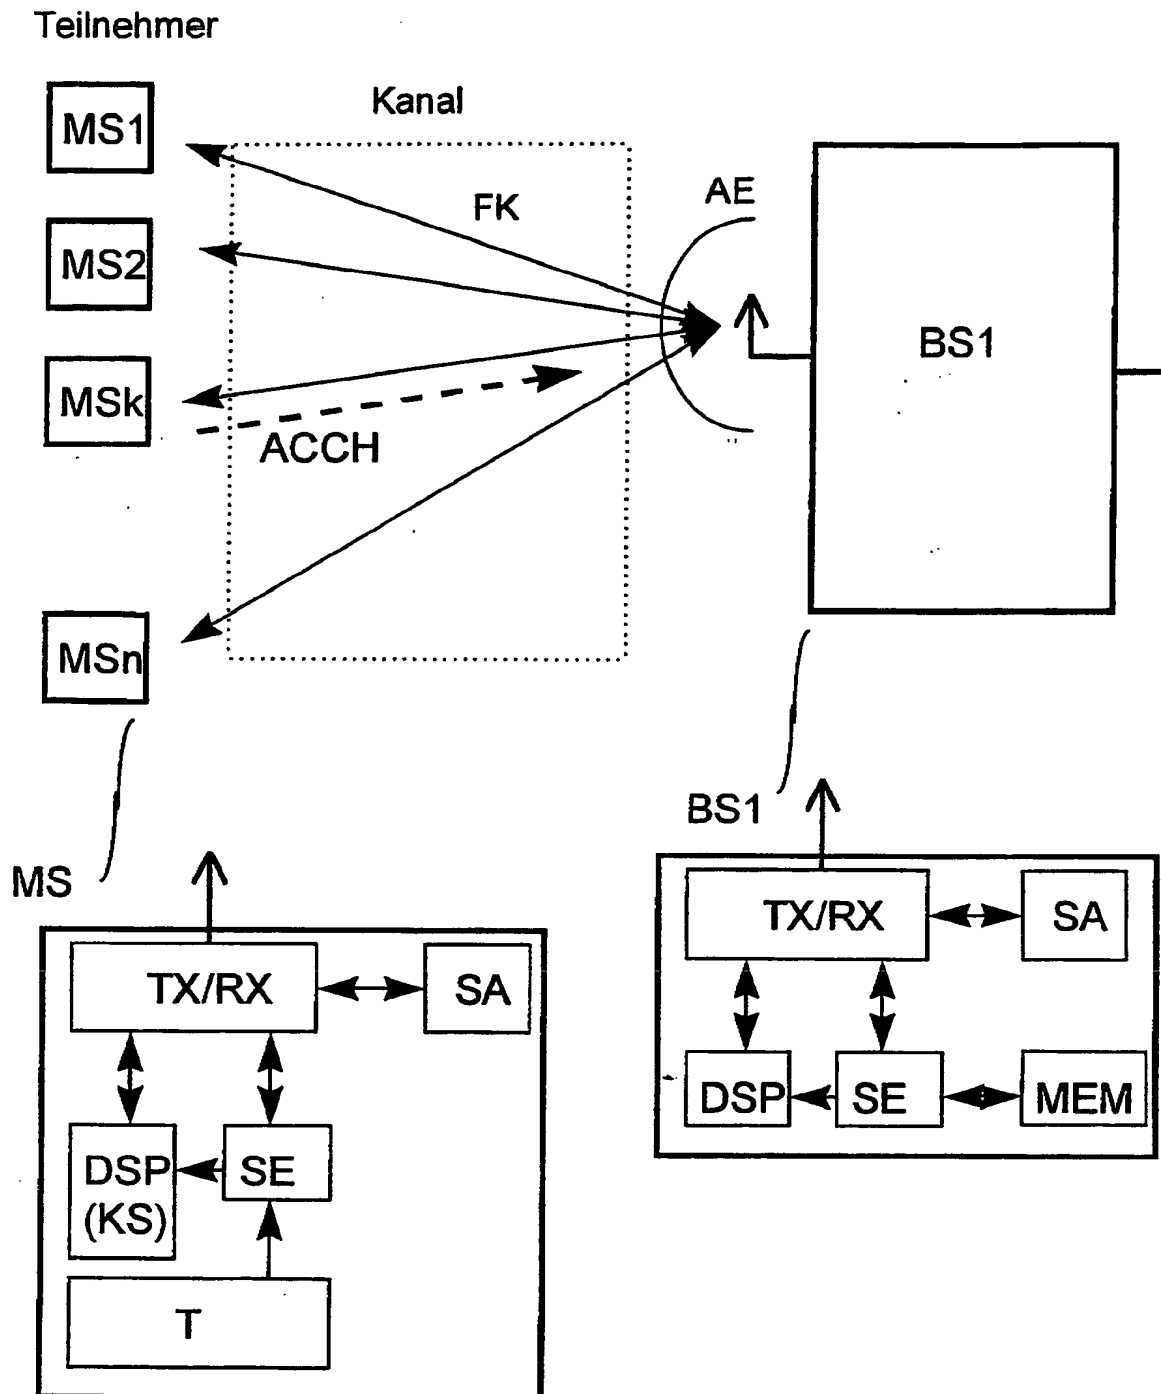 Teilnehmer
MS1
Kanal
FK
AE
MS2
BS1
MSk
ACCH
MSn
BS1
MS
TX/RX
SA
TX/RX
SA
DSP
SE
MEM
DSP
(KS)
SE
T